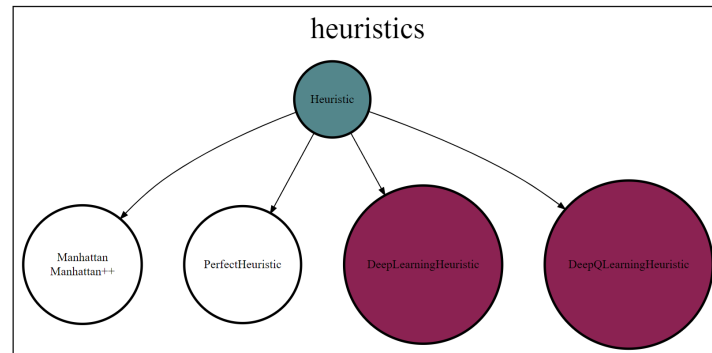 heuristics
Heuristic
Manhattan
Manhattan++
PerfectHeuristic
DeepLearningHeuristic
DeepQLearningHeuristic